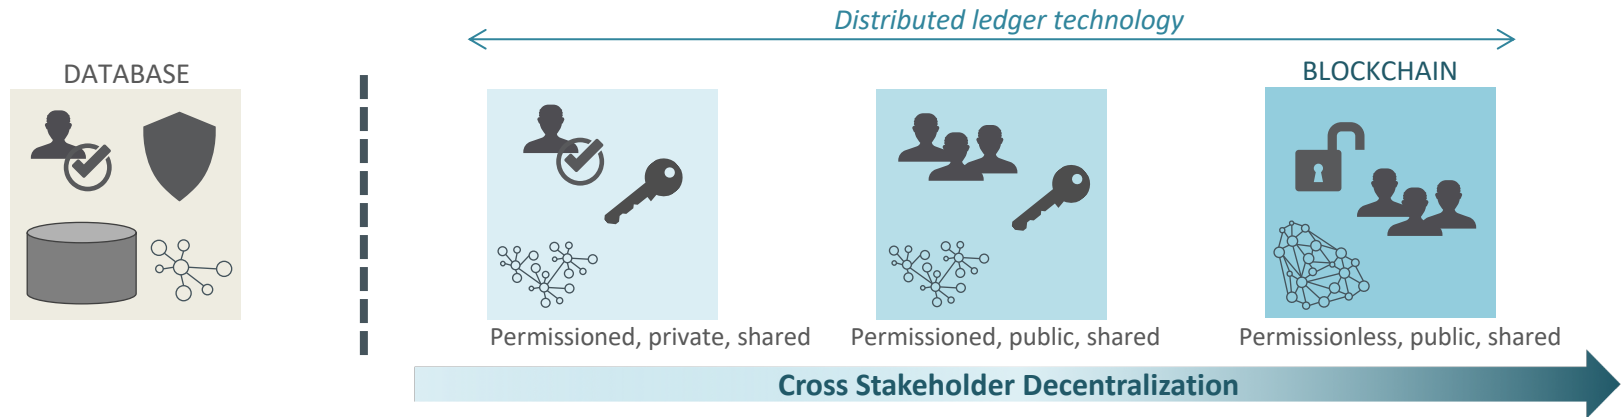 Distributed ledger technology
DATABASE
BLOCKCHAIN
Permissioned, private, shared
Permissioned, public, shared
Permissionless, public, shared
Cross Stakeholder Decentralization